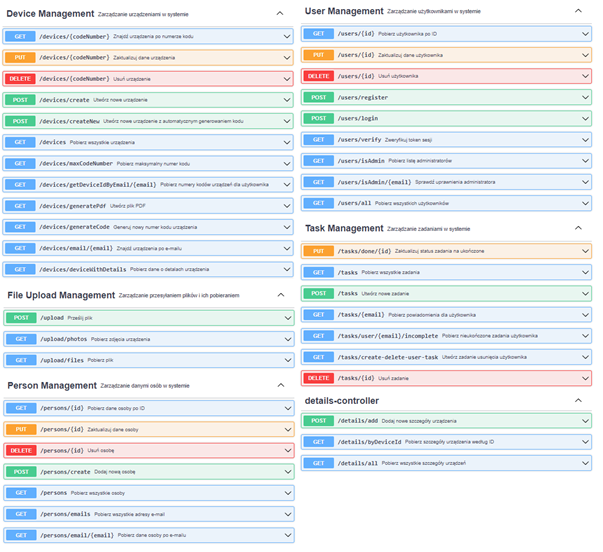 Device Management Zarządzanie urządzeniami w systemie
GET /devices/{codeNumber} Znajdź urządzenia po numerze kodu
PUT /devices/{codeNumber} Zaktualizuj dane urządzenia
DELETE /devices/{codeNumber} Usuń urządzenie
POST /devices/create Utwórz nowe urządzenia
POST /devices/createNew Utwórz nowe urządzenia z automatycznym generowaniem kodu
GET /devices Pobierz wszystkie urządzenia
GET /devices/maxCodeNumber Pobierz maksymalny numer kodu
GET /devices/getDeviceIdByEmail/{email} Pobierz numery kodów urządzeń dla użytkownika
GET /devices/generatePdf Utwórz plik PDF
GET /devices/generateCode Generuj nowy numer kodu urządzenia
GET /devices/email/{email} Znajdź urządzenia po e-mailu
GET /devices/deviceWithDetails Pobierz dane o detalach urządzenia
File Upload Management Zarządzanie przesyłaniem plików i ich pobieraniem
POST /upload Prześlij plik
GET /upload/photos Pobierz zdjęcia urządzenia
GET /upload/files Pobierz plik
Person Management Zarządzanie danymi osób w systemie
GET /persons/{id} Pobierz dane osoby po ID
PUT /persons/{id} Zaktualizuj dane osoby
DELETE /persons/{id} Usuń osobę
POST /persons/create Dodaj nową osobę
GET /persons Pobierz wszystkie osoby
GET /persons/emails Pobierz wszystkie adresy e-mail
GET /persons/email/{email} Pobierz dane osoby po e-mailu
User Management Zarządzanie użytkownikami w systemie
GET /users/{id} Pobierz użytkownika po ID
PUT /users/{id} Zaktualizuj dane użytkownika
DELETE /users/{id} Usuń użytkownika
POST /users/register
POST /users/login
GET /users/verify Zweryfikuj token sesji
GET /users/isAdmin Pobierz listę administratorów
GET /users/isAdmin/{email} Sprawdź uprawnienia administratora
GET /users/all Pobierz wszystkich użytkowników
Task Management Zarządzanie zadaniami w systemie
PUT /tasks/done/{id} Zaktualizuj status zadania na ukończone
GET /tasks Pobierz wszystkie zadania
POST /tasks Utwórz nowe zadanie
GET /tasks/{email} Pobierz powiadomienia dla użytkownika
GET /tasks/user/{email}/incomplete Pobierz nieukończone zadania użytkownika
GET /tasks/create-delete-user-task Utwórz zadanie usunięcia użytkownika
DELETE /tasks/{id} Usuń zadanie
details-controller
POST /details/add Dodaj nowe szczegóły urządzenia
GET /details/byDeviceId Pobierz szczegóły urządzenia według ID
GET /details/all Pobierz wszystkie szczegóły urządzeń